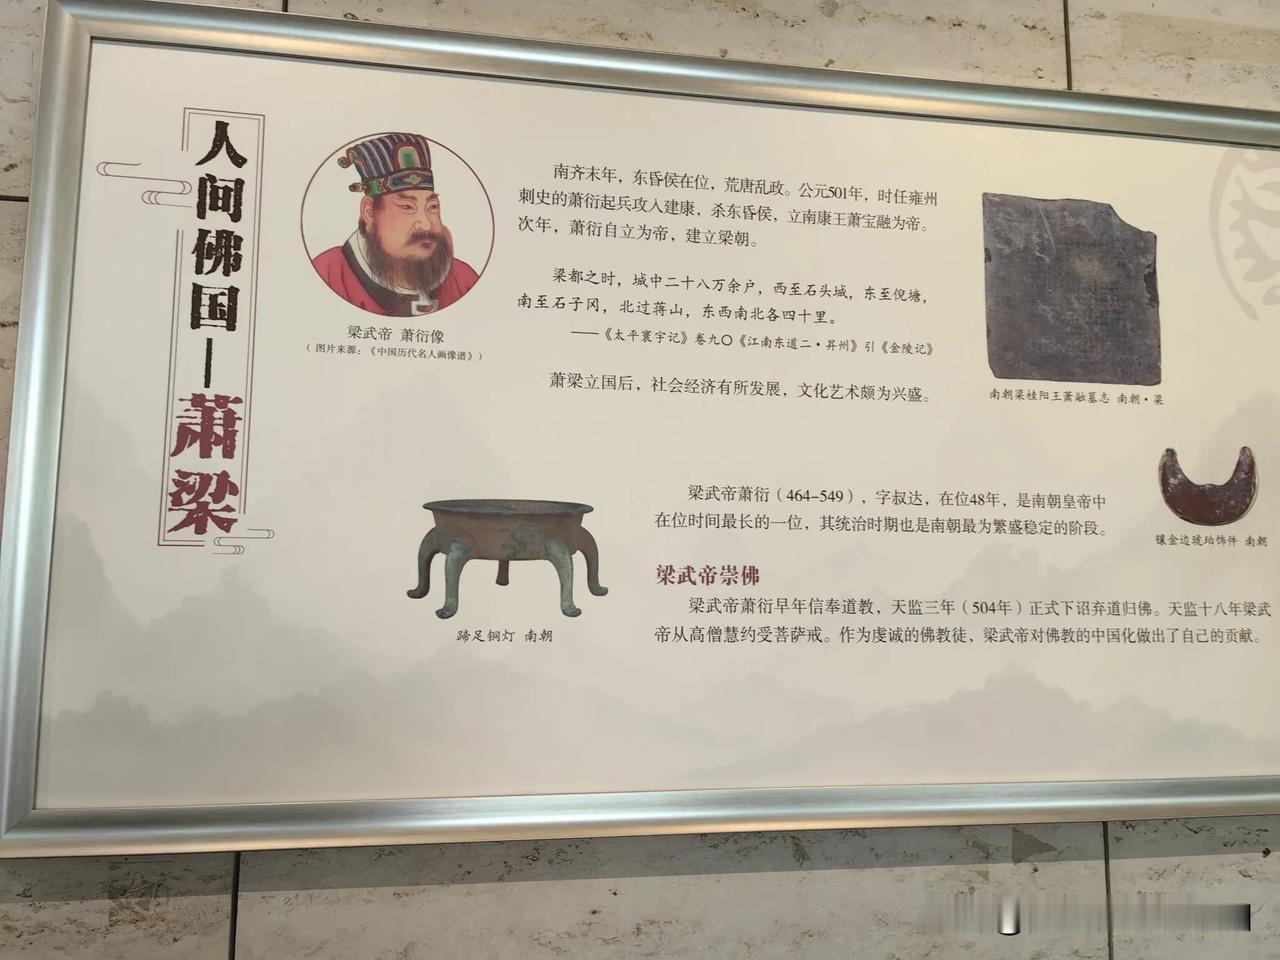 人间佛国—萧梁
梁武帝 萧衍像
（图片来源：《中国历代名人画像谱》）
南齐末年，东昏侯在位，荒唐乱政。公元501年，时任雍州
刺史的萧衍起兵攻入建康，杀东昏侯，立南康王萧宝融为帝。
次年，萧衍自立为帝，建立梁朝。
梁都之时，城中二十八万余户，西至石头城，东至倪塘，
南至石子冈，北过蒋山，东西南北各四十里。
——《太平寰宇记》卷九〇《江南东道二·昇州》引《金陵记》
萧梁立国后，社会经济有所发展，文化艺术颇为兴盛。
南朝梁桂阳王萧融墓志 南朝·梁
梁武帝萧衍（464-549），字叔达，在位48年，是南朝皇帝中
在位时间最长的一位，其统治时期也是南朝最为繁盛稳定的阶段。
镶金边琥珀饰件 南朝
蹄足铜灯 南朝
梁武帝崇佛
梁武帝萧衍早年信奉道教，天监三年（504年）正式下诏弃道归佛。天监十八年梁武
帝从高僧慧约受菩萨戒。作为虔诚的佛教徒，梁武帝对佛教的中国化做出了自己的贡献。